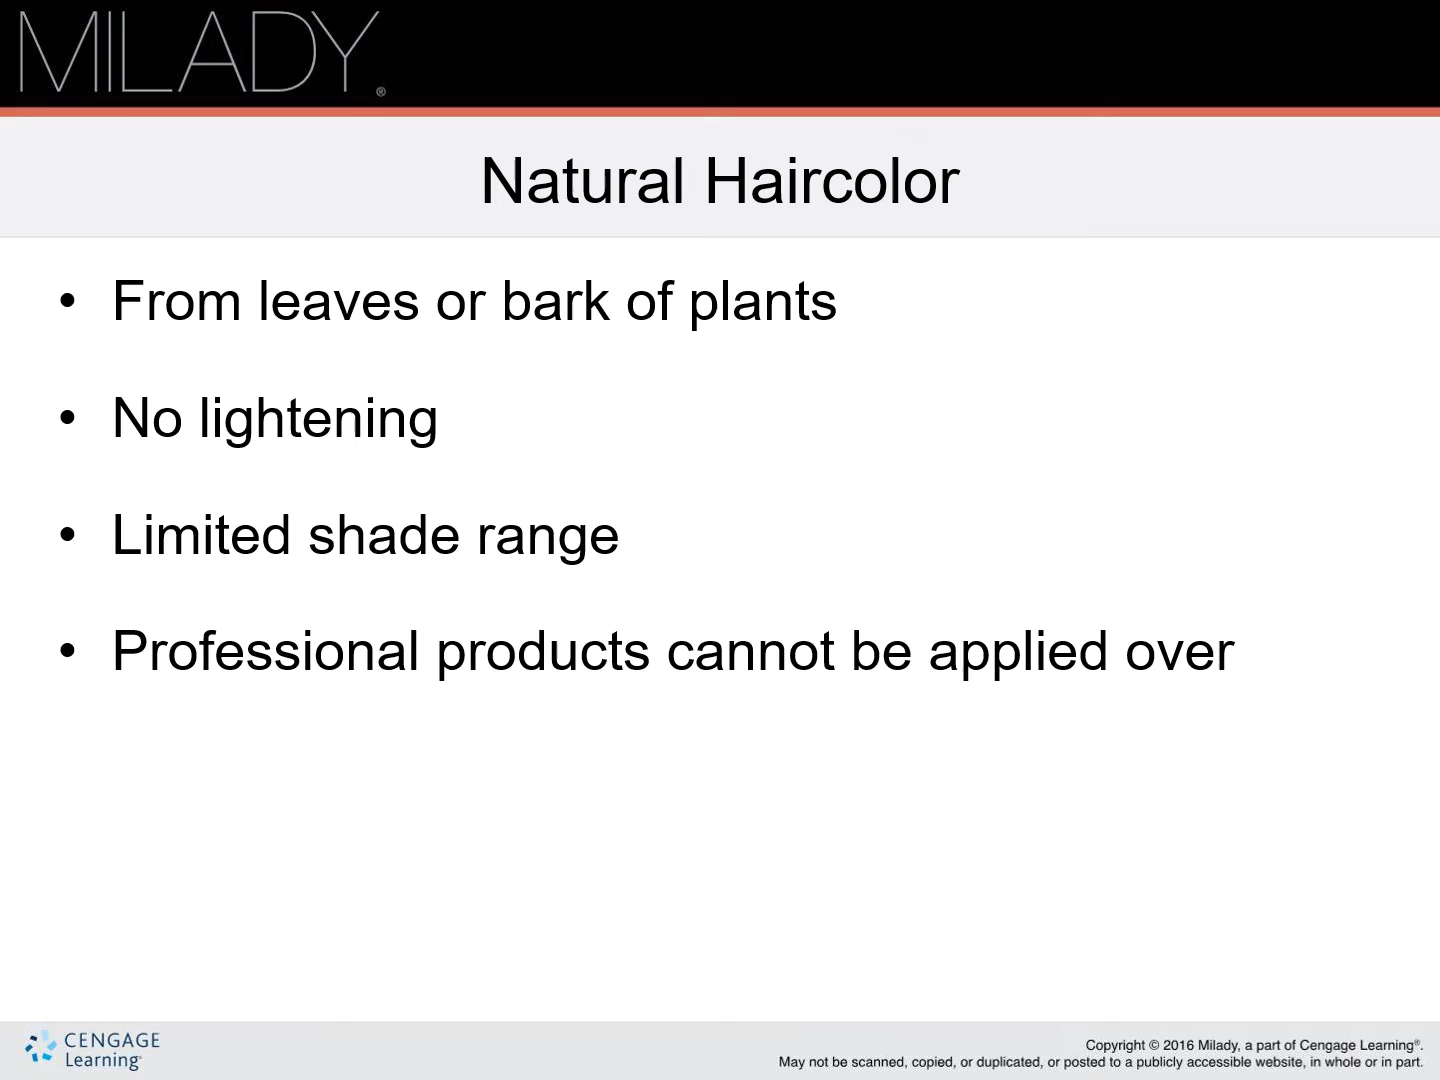 MILADY®
Natural Haircolor
• From leaves or bark of plants
• No lightening
• Limited shade range
• Professional products cannot be applied over
CENGAGE
Learning®
Copyright © 2016 Milady, a part of Cengage Learning®.
May not be scanned, copied, or duplicated, or posted to a publicly accessible website, in whole or in part.